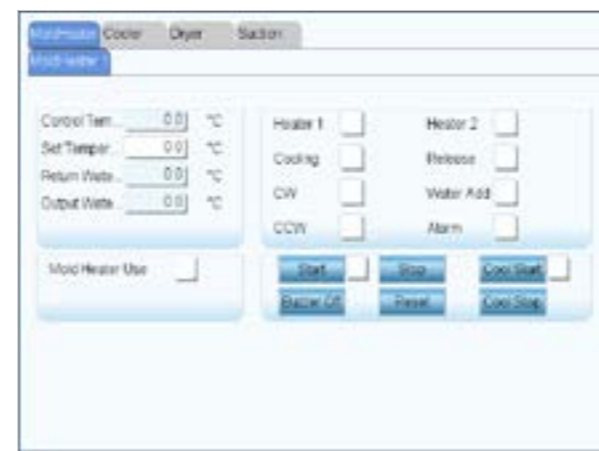 MoldHeater Cooler Dryer Suction
MoldHeater 1
Control Tem... 0.0 °C
Set Temper... 0.0 °C
Return Wate... 0.0 °C
Output Wate... 0.0 °C
Heater 1 Heater 2
Cooling Release
CW Water Add
CCW Alarm
Mold Heater Use
Start Stop Cool Start
Buzzer Off Reset Cool Stop